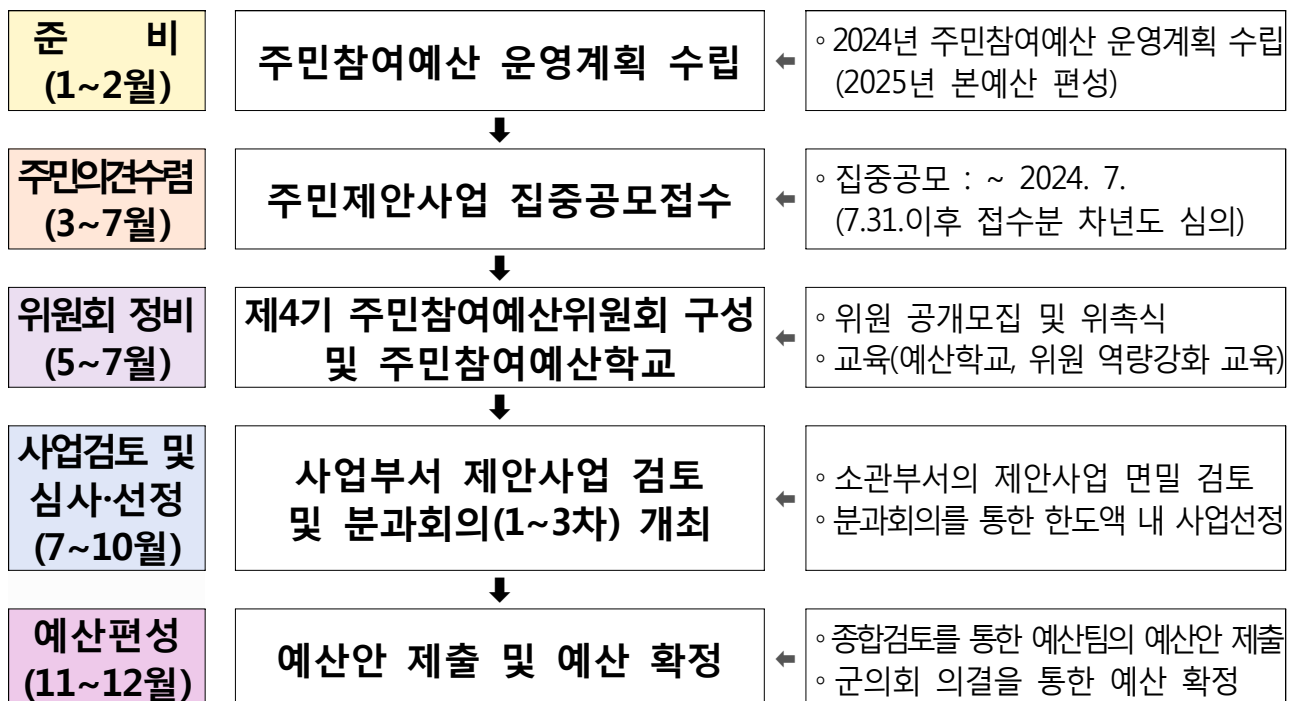 준 비
(1~2월)
주민참여예산 운영계획 수립
◦2024년 주민참여예산 운영계획 수립
(2025년 본예산 편성)
주민의견수렴
(3~7월)
주민제안사업 집중공모접수
◦집중공모 : ~ 2024. 7.
(7.31.이후 접수분 차년도 심의)
위원회 정비
(5~7월)
제4기 주민참여예산위원회 구성
및 주민참여예산학교
◦위원 공개모집 및 위촉식
◦교육(예산학교, 위원 역량강화 교육)
사업검토 및
심사·선정
(7~10월)
사업부서 제안사업 검토
및 분과회의(1~3차) 개최
◦소관부서의 제안사업 면밀 검토
◦분과회의를 통한 한도액 내 사업선정
예산편성
(11~12월)
예산안 제출 및 예산 확정
◦종합검토를 통한 예산팀의 예산안 제출
◦군의회 의결을 통한 예산 확정